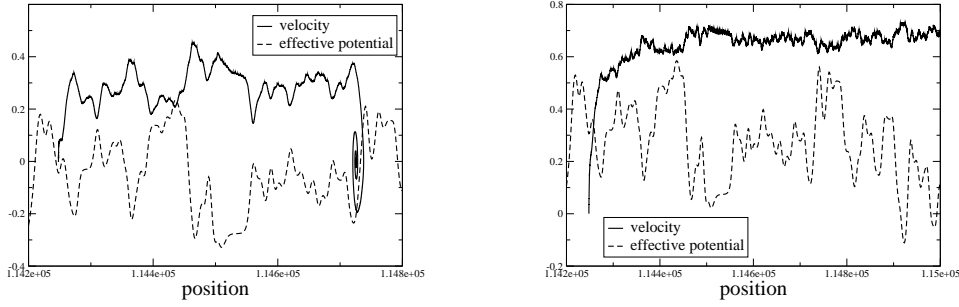 velocity
effective potential
0.4
0.2
0
-0.2
0.4
1.142e+05
1.144e+05
1.146e+05
1.148e+05
position
0.8
0.6
0.4
0.2
0
-0.2
1.142e+05
1.144e+05
1.146e+05
1.148e+05
1.15e+05
position
velocity
effective potential